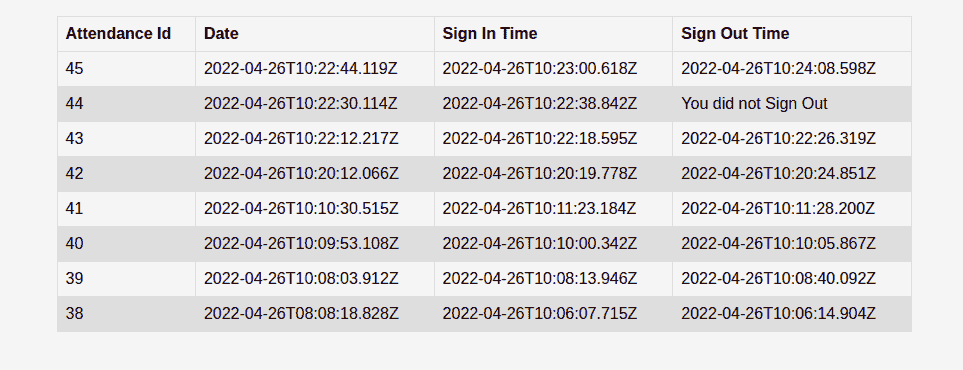 Attendance Id Date Sign In Time Sign Out Time
45 2022-04-26T10:22:44.119Z 2022-04-26T10:23:00.618Z 2022-04-26T10:24:08.598Z
44 2022-04-26T10:22:30.114Z 2022-04-26T10:22:38.842Z You did not Sign Out
43 2022-04-26T10:22:12.217Z 2022-04-26T10:22:18.595Z 2022-04-26T10:22:26.319Z
42 2022-04-26T10:20:12.066Z 2022-04-26T10:20:19.778Z 2022-04-26T10:20:24.851Z
41 2022-04-26T10:10:30.515Z 2022-04-26T10:11:23.184Z 2022-04-26T10:11:28.200Z
40 2022-04-26T10:09:53.108Z 2022-04-26T10:10:00.342Z 2022-04-26T10:10:05.867Z
39 2022-04-26T10:08:03.912Z 2022-04-26T10:08:13.946Z 2022-04-26T10:08:40.092Z
38 2022-04-26T08:08:18.828Z 2022-04-26T10:06:07.715Z 2022-04-26T10:06:14.904Z